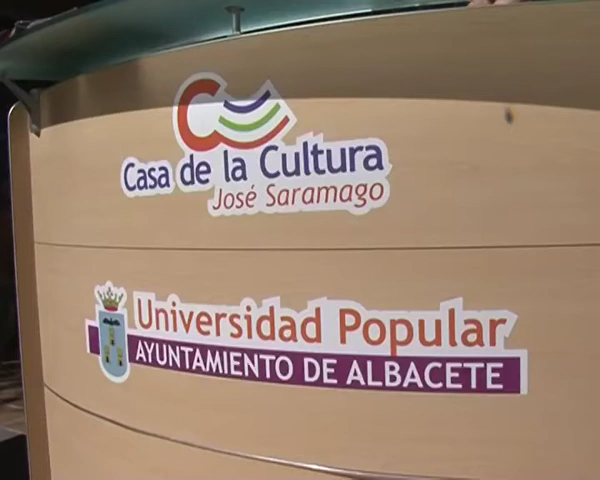 Casa de la Cultura
José Saramago
Universidad Popular
AYUNTAMIENTO DE ALBACETE